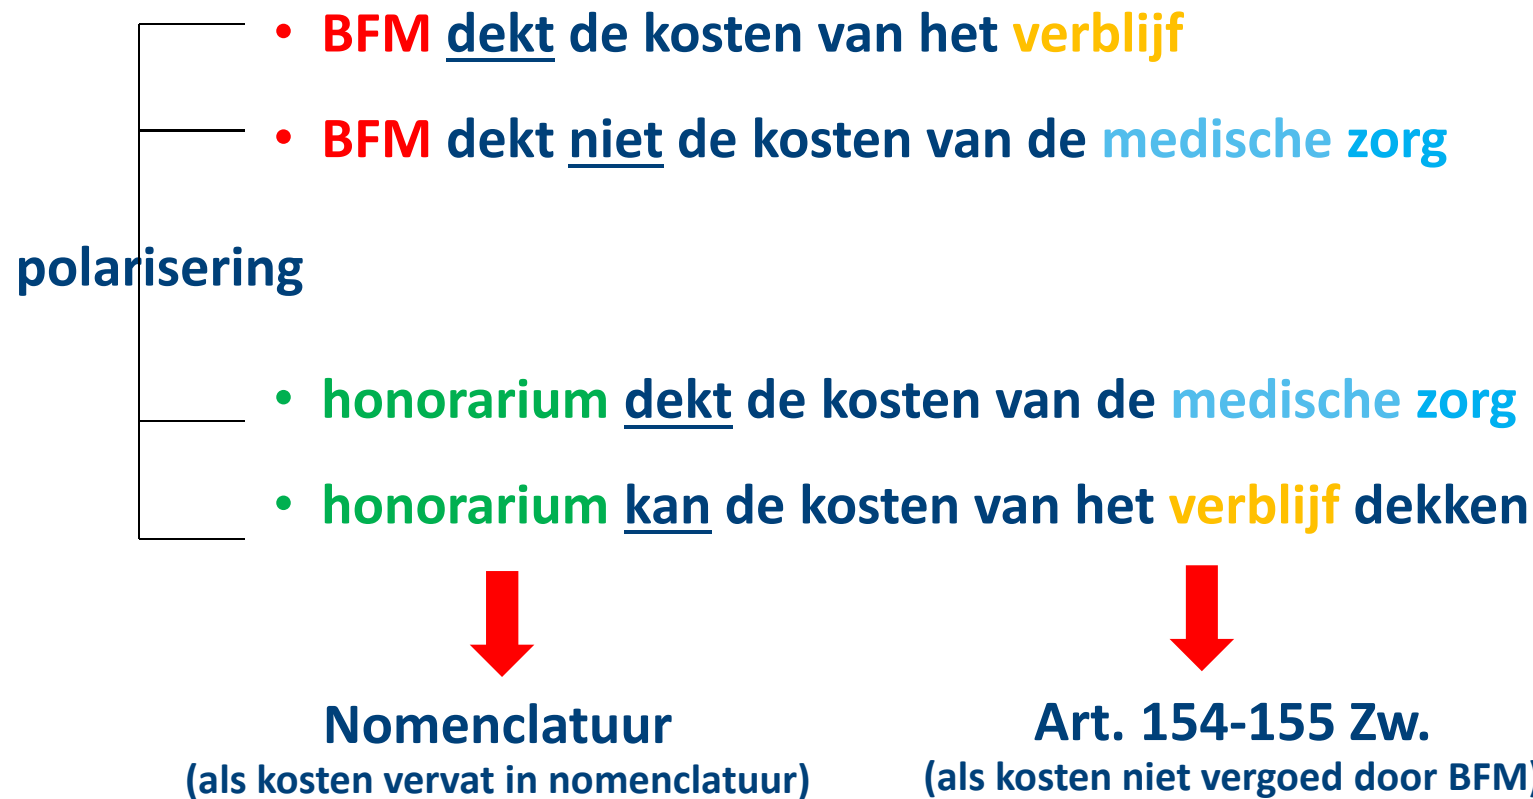 • BFM dekt de kosten van het verblijf
• BFM dekt niet de kosten van de medische zorg
polarisering
• honorarium dekt de kosten van de medische zorg
• honorarium kan de kosten van het verblijf dekken
Nomenclatuur
(als kosten vervat in nomenclatuur)
Art. 154-155 Zw.
(als kosten niet vergoed door BFM)